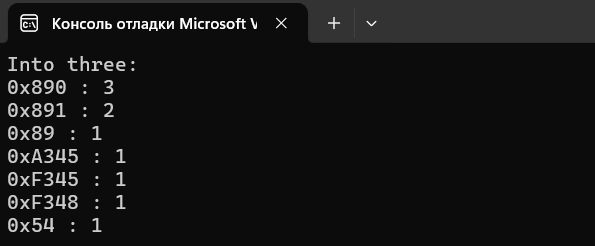 Консоль отладки Microsoft V
Into three:
0x890 : 3
0x891 : 2
0x89 : 1
0xA345 : 1
0xF345 : 1
0xF348 : 1
0x54 : 1